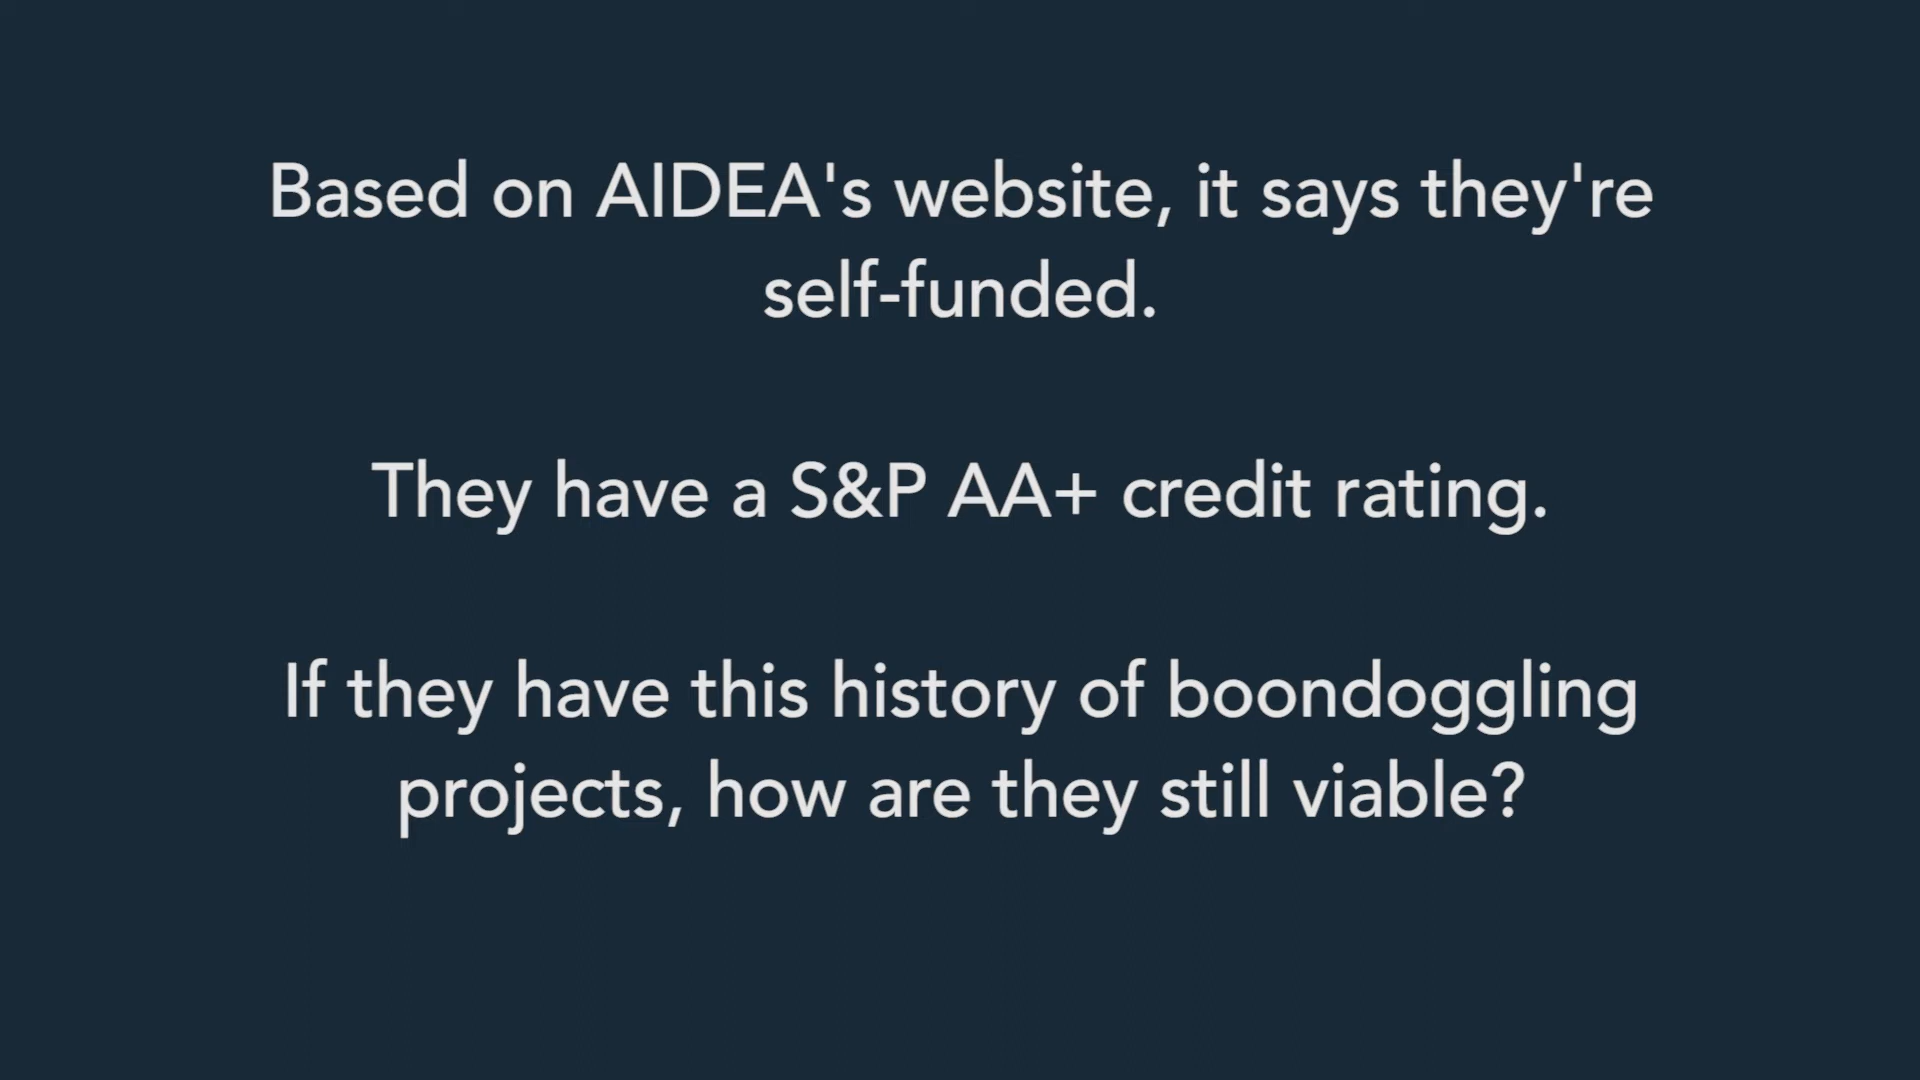 Based on AIDEA's website, it says they're
self-funded.
They have a S&P AA+ credit rating.
If they have this history of boondoggling
projects, how are they still viable?